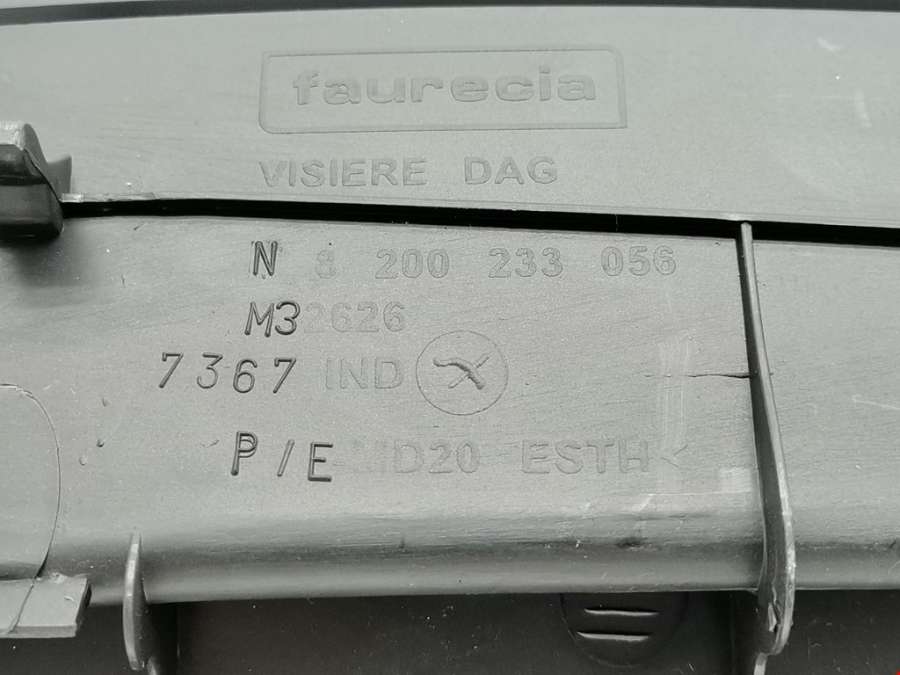 faurecia
VISIERE DAG
N 8 200 233 056
M32626
7367 IND
P/E MD20 ESTH